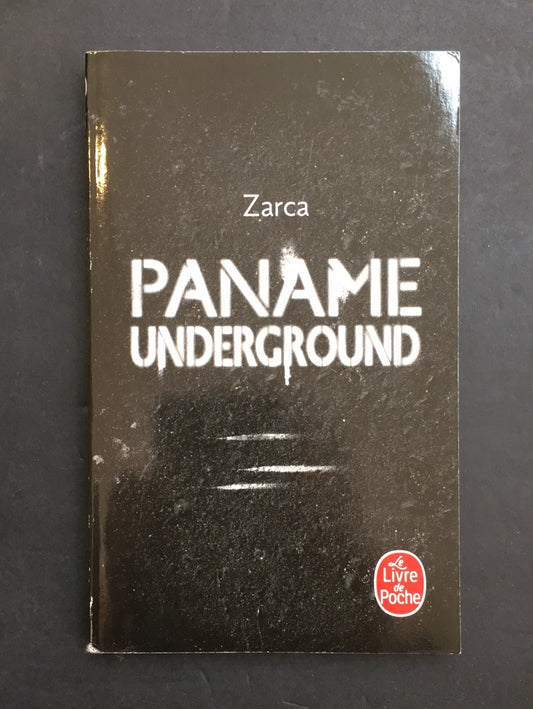 Zarca
PANAME
UNDERGROUND
Le
Livre
de
Poche